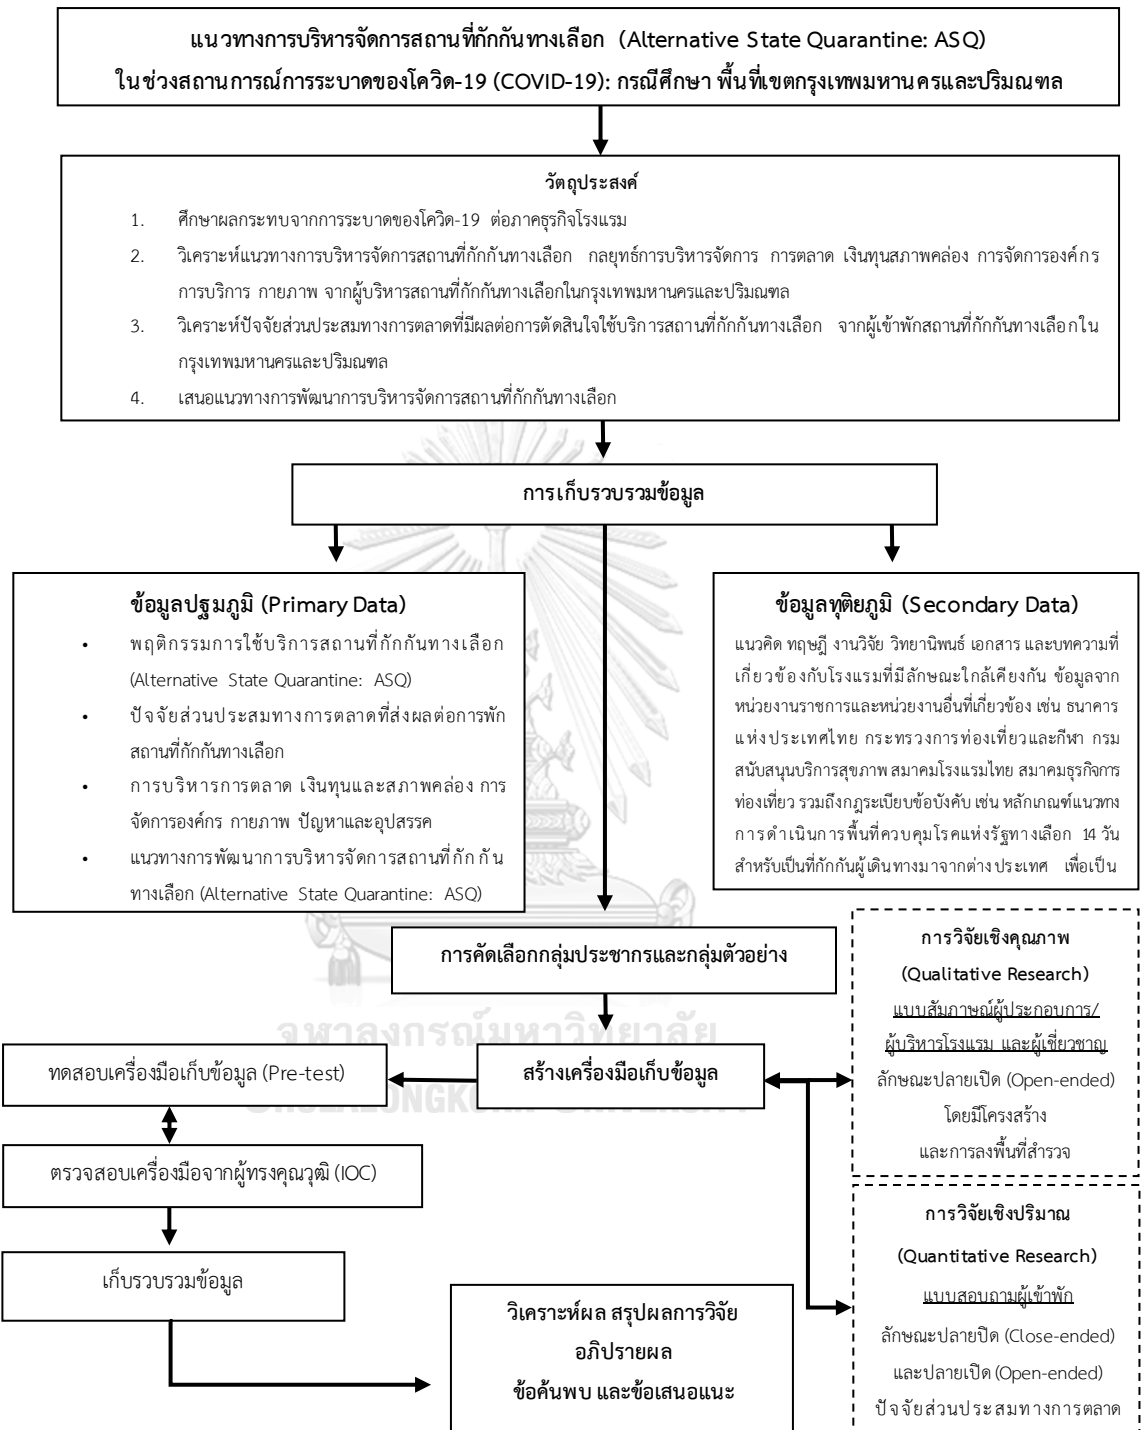 แนวทางการบริหารจัดการสถานที่กักกันทางเลือก (Alternative State Quarantine: ASQ)
ในช่วงสถานการณ์การระบาดของโควิด-19 (COVID-19): กรณีศึกษา พื้นที่เขตกรุงเทพมหานครและปริมณฑล
วัตถุประสงค์
1. ศึกษาผลกระทบจากการระบาดของโควิด-19 ต่อภาคธุรกิจโรงแรม
2. วิเคราะห์แนวทางการบริหารจัดการสถานที่กักกันทางเลือก กลยุทธ์การบริหารจัดการ การตลาด เงินทุนสภาพคล่อง การจัดการองค์กร
การบริการ กายภาพ จากผู้บริหารสถานที่กักกันทางเลือกในกรุงเทพมหานครและปริมณฑล
3. วิเคราะห์ปัจจัยส่วนประสมทางการตลาดที่มีผลต่อการตัดสินใจใช้บริการสถานที่กักกันทางเลือก จากผู้เข้าพักสถานที่กักกันทางเลือกใน
กรุงเทพมหานครและปริมณฑล
4. เสนอแนวทางการพัฒนาการบริหารจัดการสถานที่กักกันทางเลือก
การเก็บรวบรวมข้อมูล
ข้อมูลปฐมภูมิ (Primary Data)
• พฤติกรรมการใช้บริการสถานที่กักกันทางเลือก
(Alternative State Quarantine: ASQ)
• ปัจจัยส่วนประสมทางการตลาดที่ส่งผลต่อการพัก
สถานที่กักกันทางเลือก
• การบริหารการตลาด เงินทุนและสภาพคล่อง การ
จัดการองค์กร กายภาพ ปัญหาและอุปสรรค
• แนวทางการพัฒนาการบริหารจัดการสถานที่กักกัน
ทางเลือก (Alternative State Quarantine: ASQ)
ข้อมูลทุติยภูมิ (Secondary Data)
แนวคิด ทฤษฎี งานวิจัย วิทยานิพนธ์ เอกสาร และบทความที่
เกี่ยวข้องกับโรงแรมที่มีลักษณะใกล้เคียงกัน ข้อมูลจาก
หน่วยงานราชการและหน่วยงานอื่นที่เกี่ยวข้อง เช่น ธนาคาร
แห่งประเทศไทย กระทรวงการท่องเที่ยวและกีฬา กรม
สนับสนุนบริการสุขภาพ สมาคมโรงแรมไทย สมาคมธุรกิจการ
ท่องเที่ยว รวมถึงกฎระเบียบข้อบังคับ เช่น หลักเกณฑ์แนวทาง
การดำเนินการพื้นที่ควบคุมโรคแห่งรัฐทางเลือก 14 วัน
สำหรับเป็นที่กักกันผู้เดินทางมาจากต่างประเทศ เพื่อเป็น
การคัดเลือกกลุ่มประชากรและกลุ่มตัวอย่าง
จุฬาลงกรณ์มหาวิทยาลัย
สร้างเครื่องมือเก็บข้อมูล
ทดสอบเครื่องมือเก็บข้อมูล (Pre-test)
CHULALONGKORN UNIVERSITY
ตรวจสอบเครื่องมือจากผู้ทรงคุณวุฒิ (IOC)
เก็บรวบรวมข้อมูล
วิเคราะห์ผล สรุปผลการวิจัย
อภิปรายผล
ข้อค้นพบ และข้อเสนอแนะ
การวิจัยเชิงคุณภาพ
(Qualitative Research)
แบบสัมภาษณ์ผู้ประกอบการ/
ผู้บริหารโรงแรม และผู้เชี่ยวชาญ
ลักษณะปลายเปิด (Open-ended)
โดยมีโครงสร้าง
และการลงพื้นที่สำรวจ
การวิจัยเชิงปริมาณ
(Quantitative Research)
แบบสอบถามผู้เข้าพัก
ลักษณะปลายปิด (Close-ended)
และปลายเปิด (Open-ended)
ปัจจัยส่วนประสมทางการตลาด